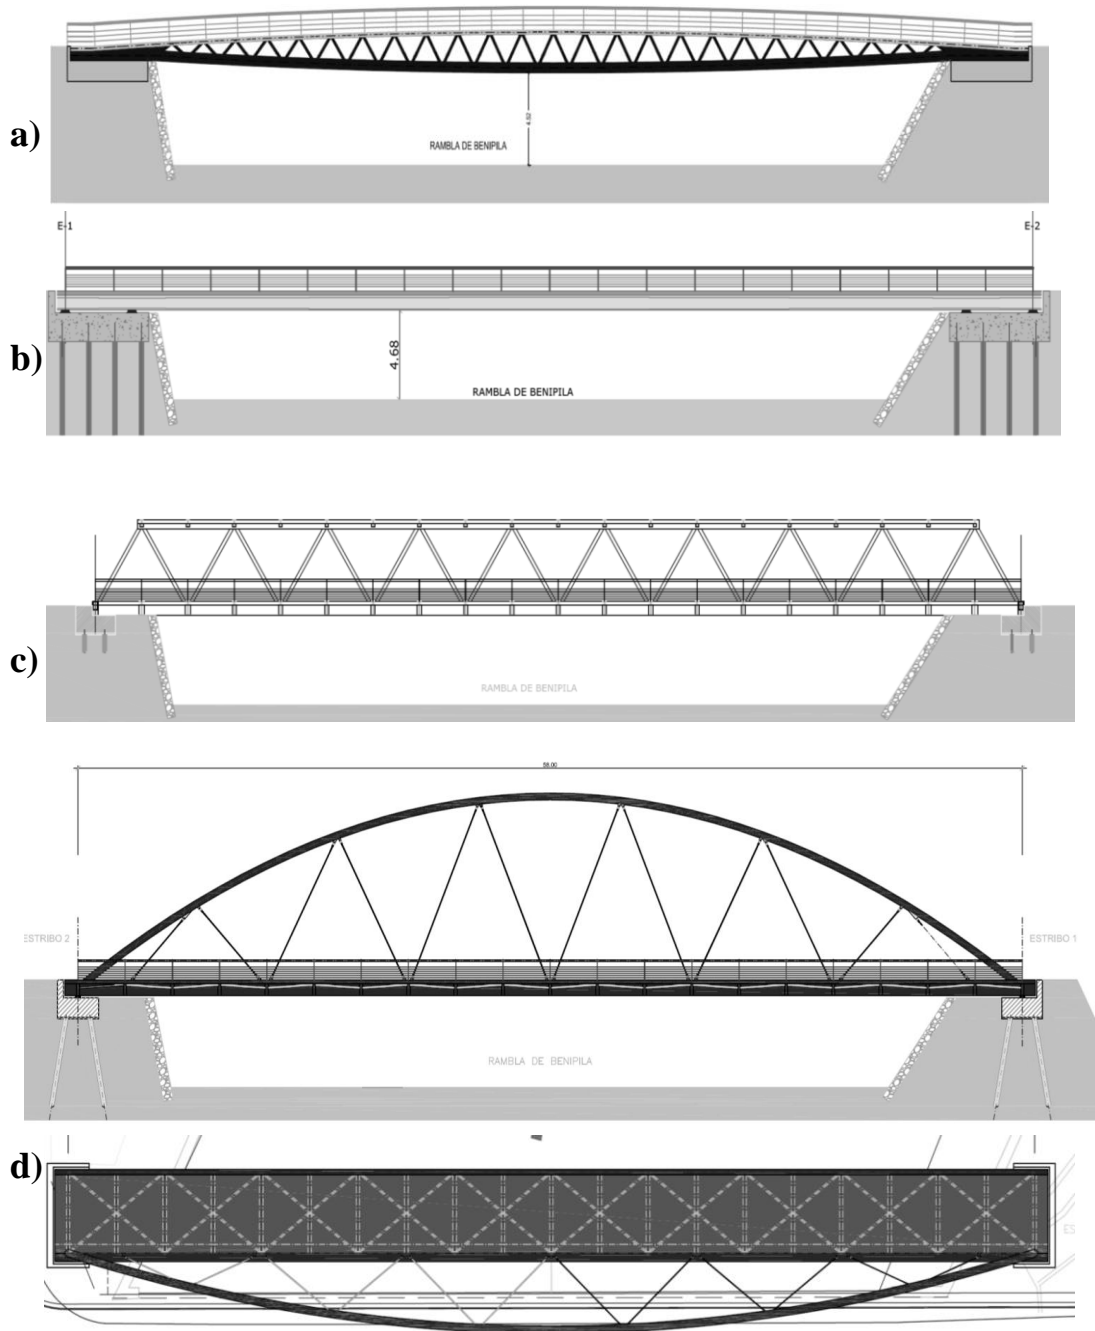 a)
4.52
RAMBLA DE BENIPILA
E-1
E-2
b)
4.68
RAMBLA DE BENIPILA
c)
RAMBLA DE BENIPILA
58.00
ESTRIBO 2
ESTRIBO 1
RAMBLA DE BENIPILA
d)
ES